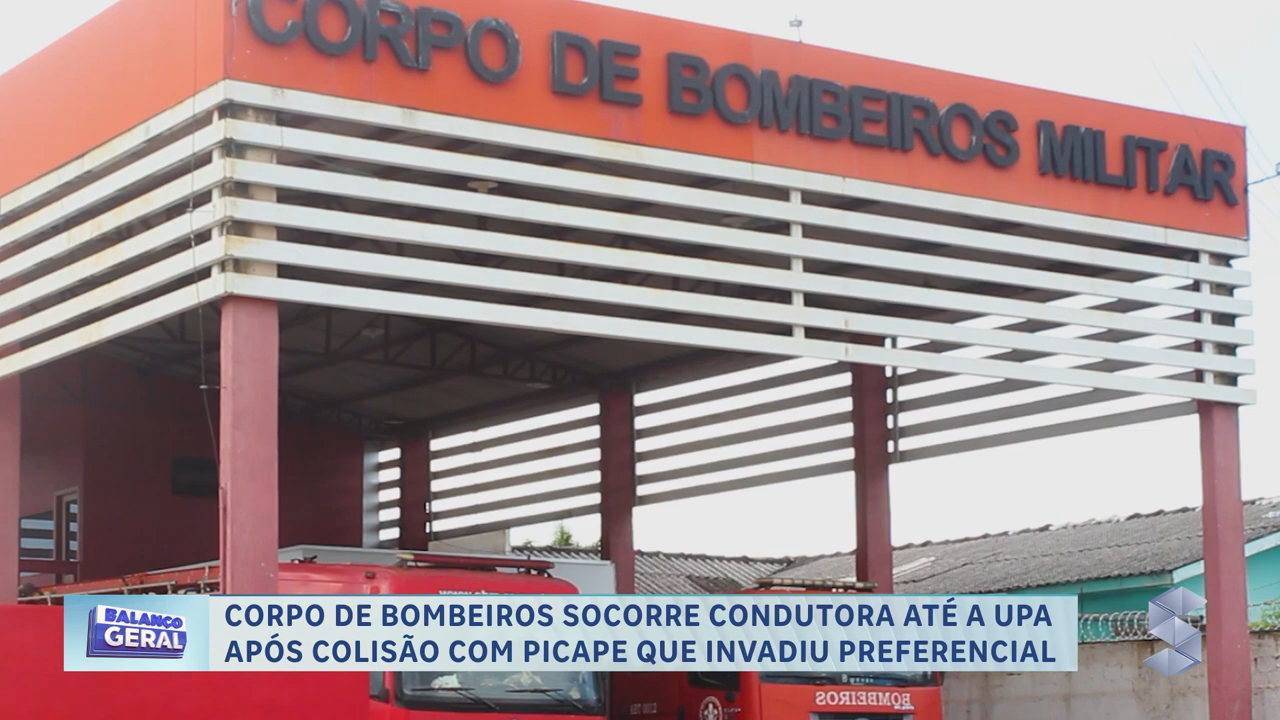 CORPO DE BOMBEIROS MILITAR
BALANÇO
GERAL
CORPO DE BOMBEIROS SOCORRE CONDUTORA ATÉ A UPA
APÓS COLISÃO COM PICAPE QUE INVADIU PREFERENCIAL
BOMBEIROS